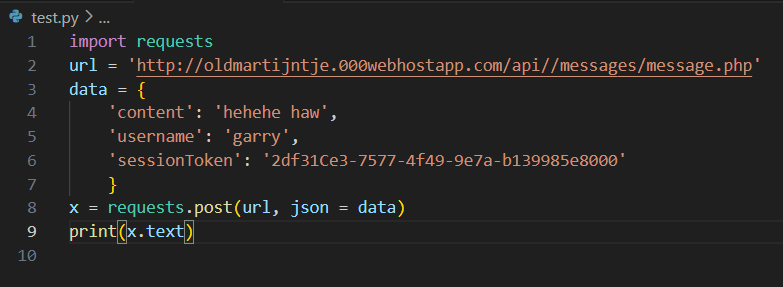 test.py > ...
1 import requests
2 url = 'http://oldmartijntje.000webhostapp.com/api//messages/message.php'
3 data = {
4 'content': 'hehehe haw',
5 'username': 'garry',
6 'sessionToken': '2df31Ce3-7577-4f49-9e7a-b139985e8000'
7 }
8 x = requests.post(url, json = data)
9 print(x.text)
10